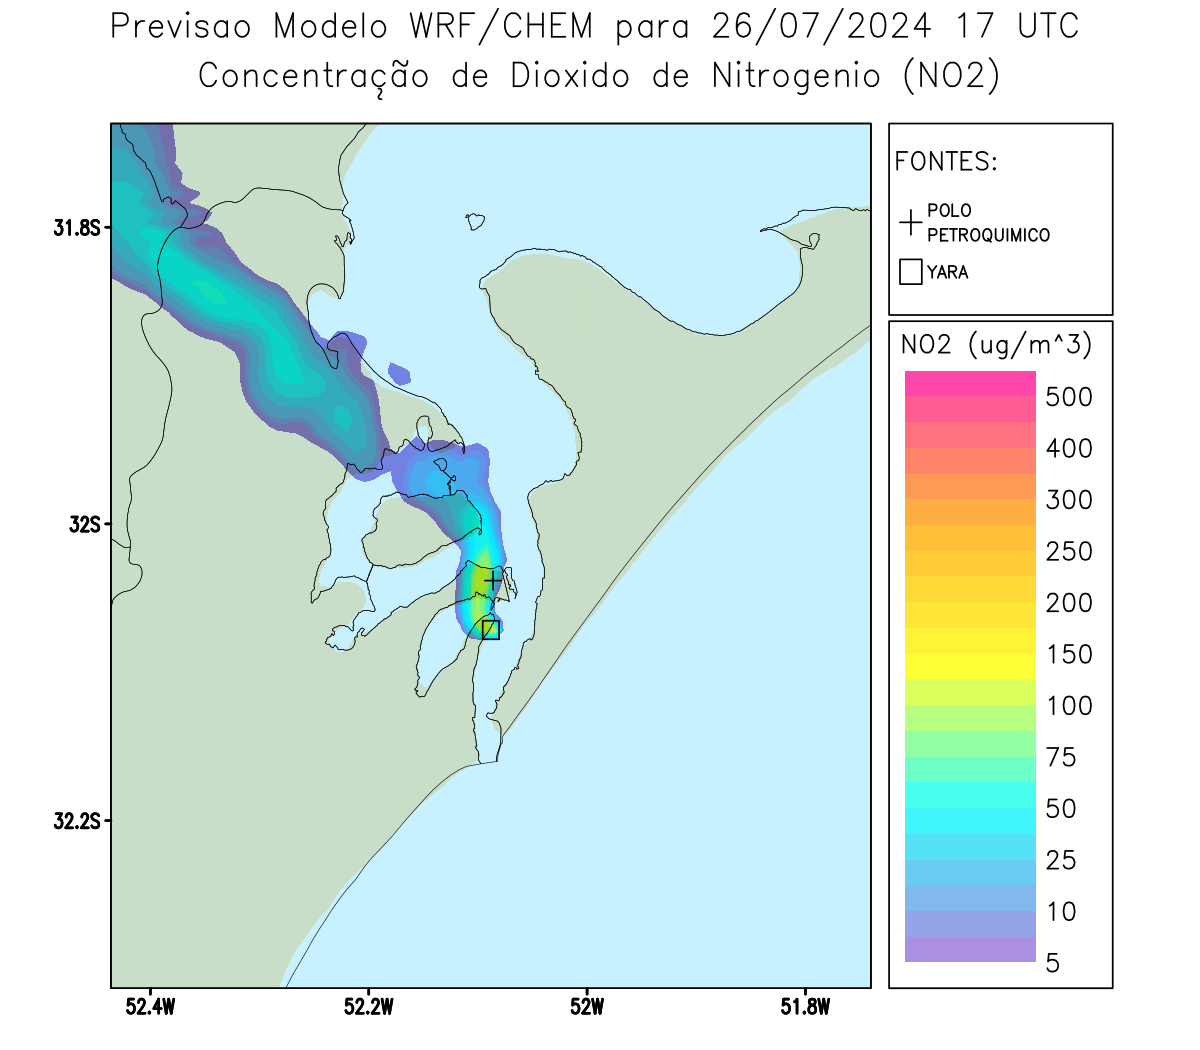 Previsao Modelo WRF/CHEM para 26/07/2024 17 UTC
Concentração de Dioxido de Nitrogenio (NO2)
FONTES:
POLO
PETROQUIMICO
YARA
31.8S
32S
32.2S
52.4W
52.2W
52W
51.8W
NO2 (ug/m^3)
500
400
300
250
200
150
100
75
50
25
10
5